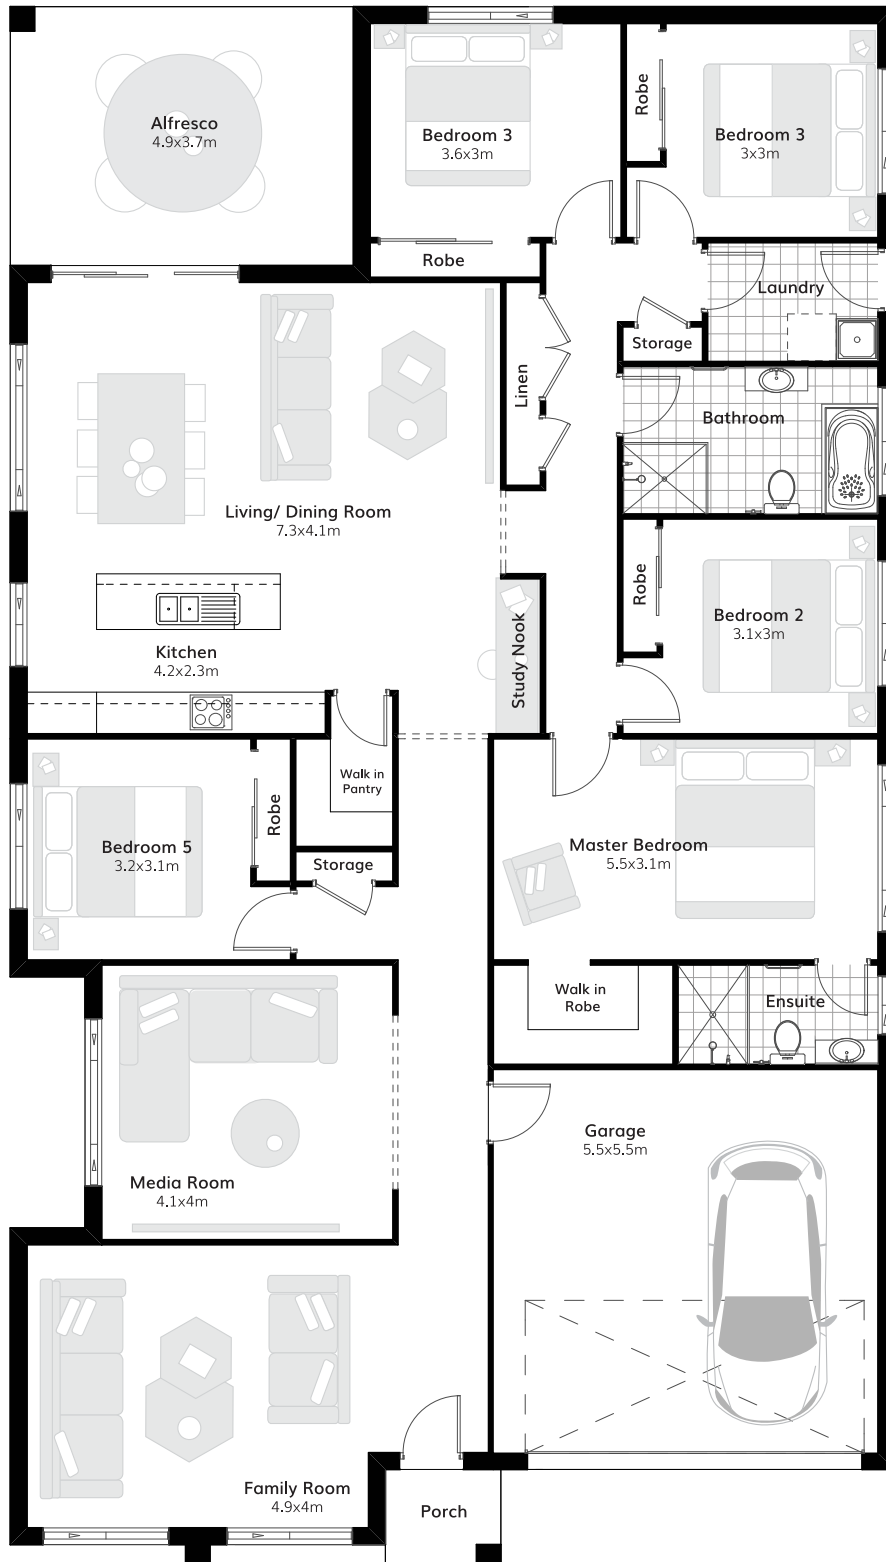 Alfresco
4.9x3.7m
Bedroom 3
3.6x3m
Robe
Bedroom 3
3x3m
Robe
Laundry
Storage
Linen
Bathroom
Living/ Dining Room
7.3x4.1m
Robe
Bedroom 2
3.1x3m
Kitchen
4.2x2.3m
Study Nook
Walk in
Pantry
Robe
Bedroom 5
3.2x3.1m
Storage
Master Bedroom
5.5x3.1m
Walk in
Robe
Ensuite
Garage
5.5x5.5m
Media Room
4.1x4m
Family Room
4.9x4m
Porch